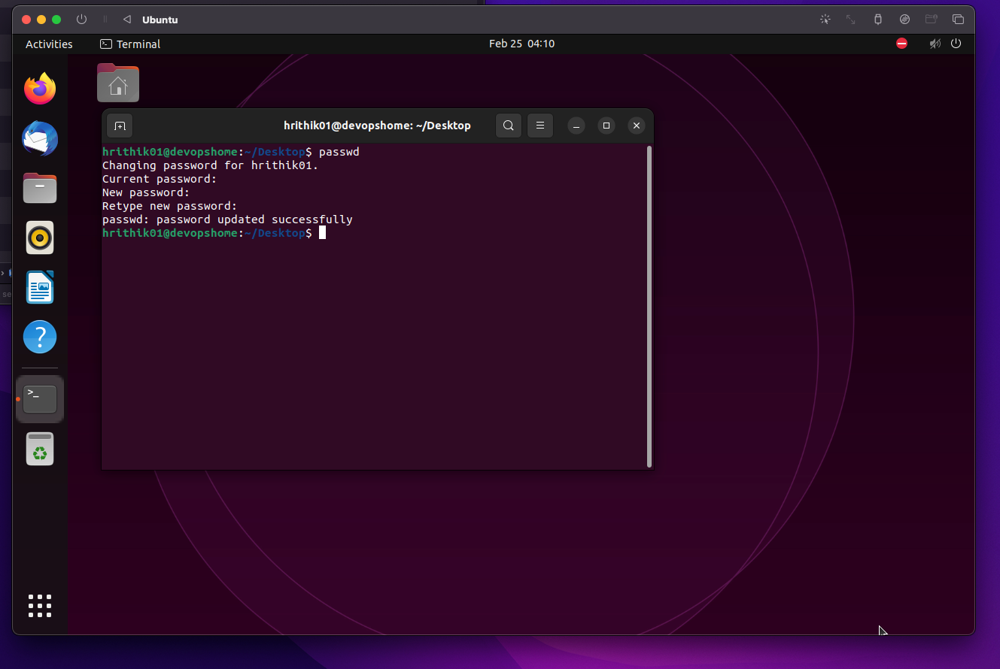 Ubuntu
Activities
Terminal
Feb 25 04:10
hrithik01@devopshome: ~/Desktop
hrithik01@devopshome:~/Desktop$ passwd
Changing password for hrithik01.
Current password:
New password:
Retype new password:
passwd: password updated successfully
hrithik01@devopshome:~/Desktop$
se
?
>_